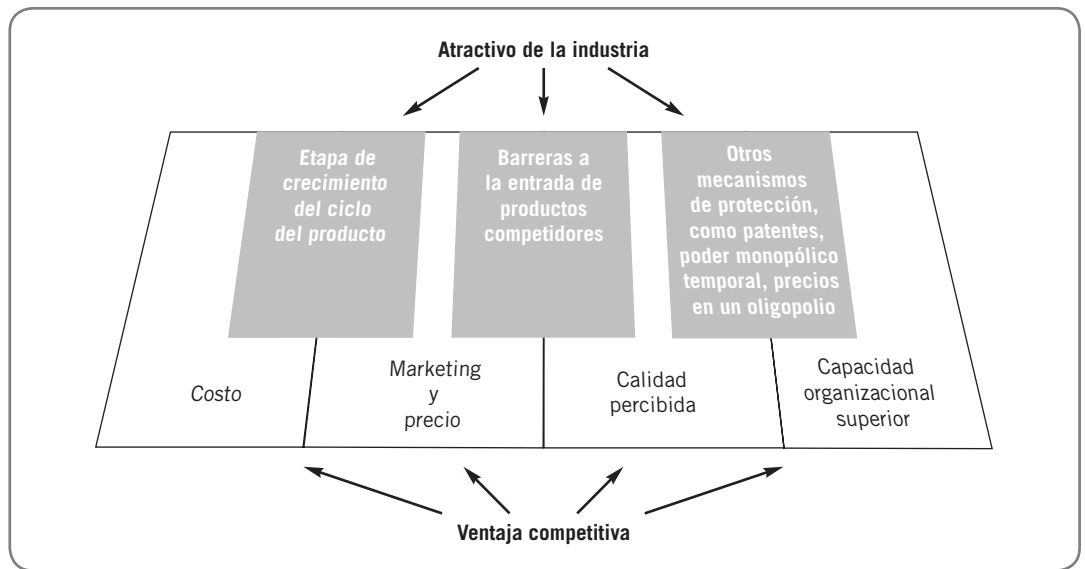 Atractivo de la industria
Etapa de
crecimiento
del ciclo
del producto
Barreras a
la entrada de
productos
competidores
Otros
mecanismos
de protección,
como patentes,
poder monopólico
temporal, precios
en un oligopolio
Costo
Marketing
y
precio
Calidad
percibida
Capacidad
organizacional
superior
Ventaja competitiva